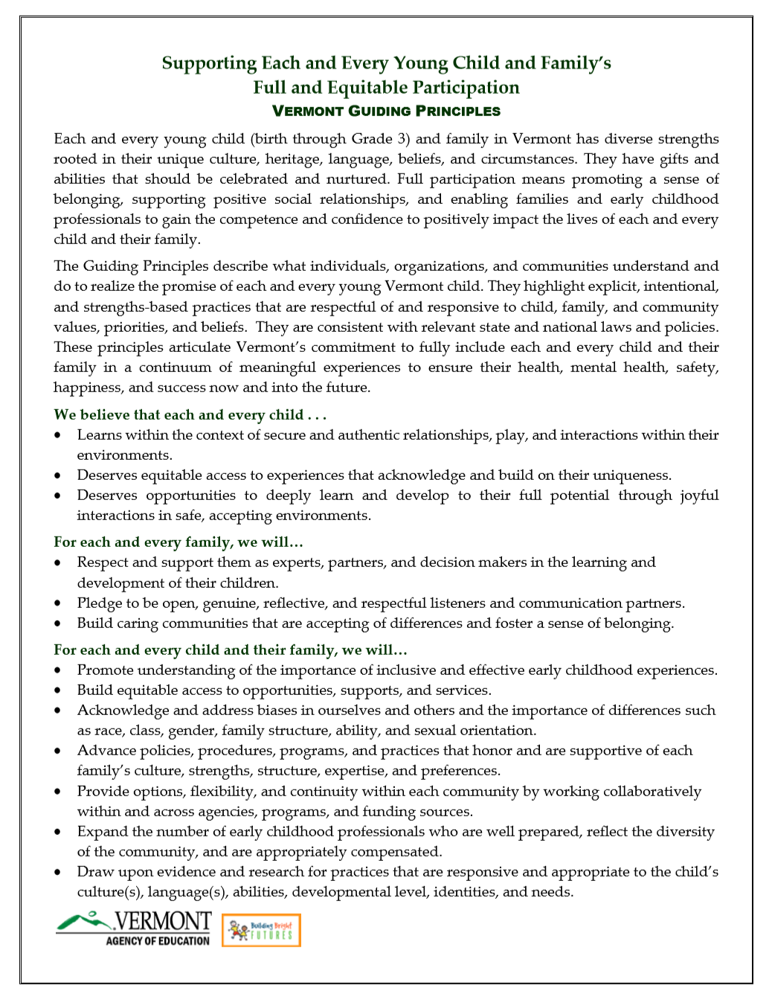 Supporting Each and Every Young Child and Family's
Full and Equitable Participation
VERMONT GUIDING PRINCIPLES
Each and every young child (birth through Grade 3) and family in Vermont has diverse strengths
rooted in their unique culture, heritage, language, beliefs, and circumstances. They have gifts and
abilities that should be celebrated and nurtured. Full participation means promoting a sense of
belonging, supporting positive social relationships, and enabling families and early childhood
professionals to gain the competence and confidence to positively impact the lives of each and every
child and their family.
The Guiding Principles describe what individuals, organizations, and communities understand and
do to realize the promise of each and every young Vermont child. They highlight explicit, intentional,
and strengths-based practices that are respectful of and responsive to child, family, and community
values, priorities, and beliefs.  They are consistent with relevant state and national laws and policies.
These principles articulate Vermont's commitment to fully include each and every child and their
family in a continuum of meaningful experiences to ensure their health, mental health, safety,
happiness, and success now and into the future.
We believe that each and every child . . .
• Learns within the context of secure and authentic relationships, play, and interactions within their
environments.
• Deserves equitable access to experiences that acknowledge and build on their uniqueness.
• Deserves opportunities to deeply learn and develop to their full potential through joyful
interactions in safe, accepting environments.
For each and every family, we will…
• Respect and support them as experts, partners, and decision makers in the learning and
development of their children.
• Pledge to be open, genuine, reflective, and respectful listeners and communication partners.
• Build caring communities that are accepting of differences and foster a sense of belonging.
For each and every child and their family, we will…
• Promote understanding of the importance of inclusive and effective early childhood experiences.
• Build equitable access to opportunities, supports, and services.
• Acknowledge and address biases in ourselves and others and the importance of differences such
as race, class, gender, family structure, ability, and sexual orientation.
• Advance policies, procedures, programs, and practices that honor and are supportive of each
family's culture, strengths, structure, expertise, and preferences.
• Provide options, flexibility, and continuity within each community by working collaboratively
within and across agencies, programs, and funding sources.
• Expand the number of early childhood professionals who are well prepared, reflect the diversity
of the community, and are appropriately compensated.
• Draw upon evidence and research for practices that are responsive and appropriate to the child's
culture(s), language(s), abilities, developmental level, identities, and needs.
VERMONT
AGENCY OF EDUCATION
Building Bright
FUTURES